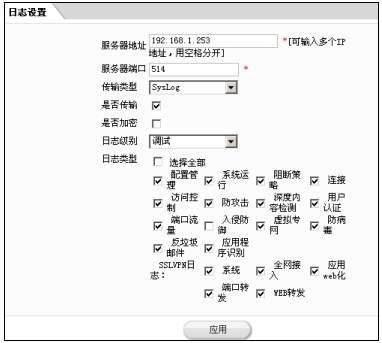 日志设置
服务器地址 192.168.1.253 *[可输入多个IP
地址，用空格分开]
服务器端口 514 *
传输类型 SysLog
是否传输
是否加密
日志级别 调试
日志类型 选择全部
配置管理 系统运行 阻断策略 连接
访问控制 防攻击 深度内容检测 用户认证
端口流量 入侵防御 虚拟专网 防病毒
反垃圾邮件 应用程序识别
SSLVPN日志： 系统 全网接入 应用web化
端口转发 WEB转发
应用